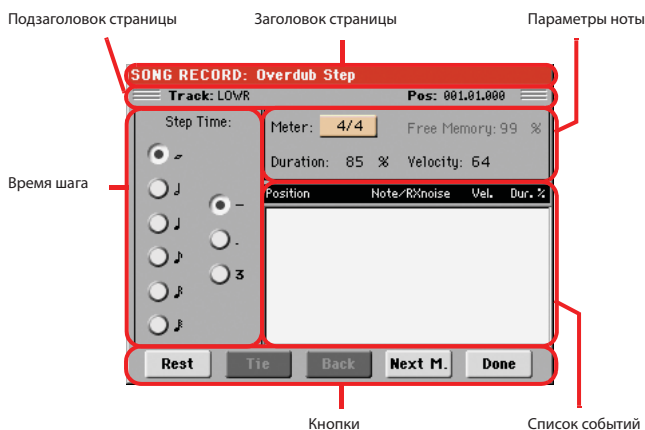 Подзаголовок страницы
Заголовок страницы
Параметры ноты
SONG RECORD: Overdub Step
Track: LOWR
Pos: 001.01.000
Step Time:
Meter: 4/4
Free Memory: 99 %
Duration: 85 %
Velocity: 64
Время шага
Position Note/RXnoise Vel. Dur.%
-
.
3
Rest
Tie
Back
Next M.
Done
Кнопки
Список событий